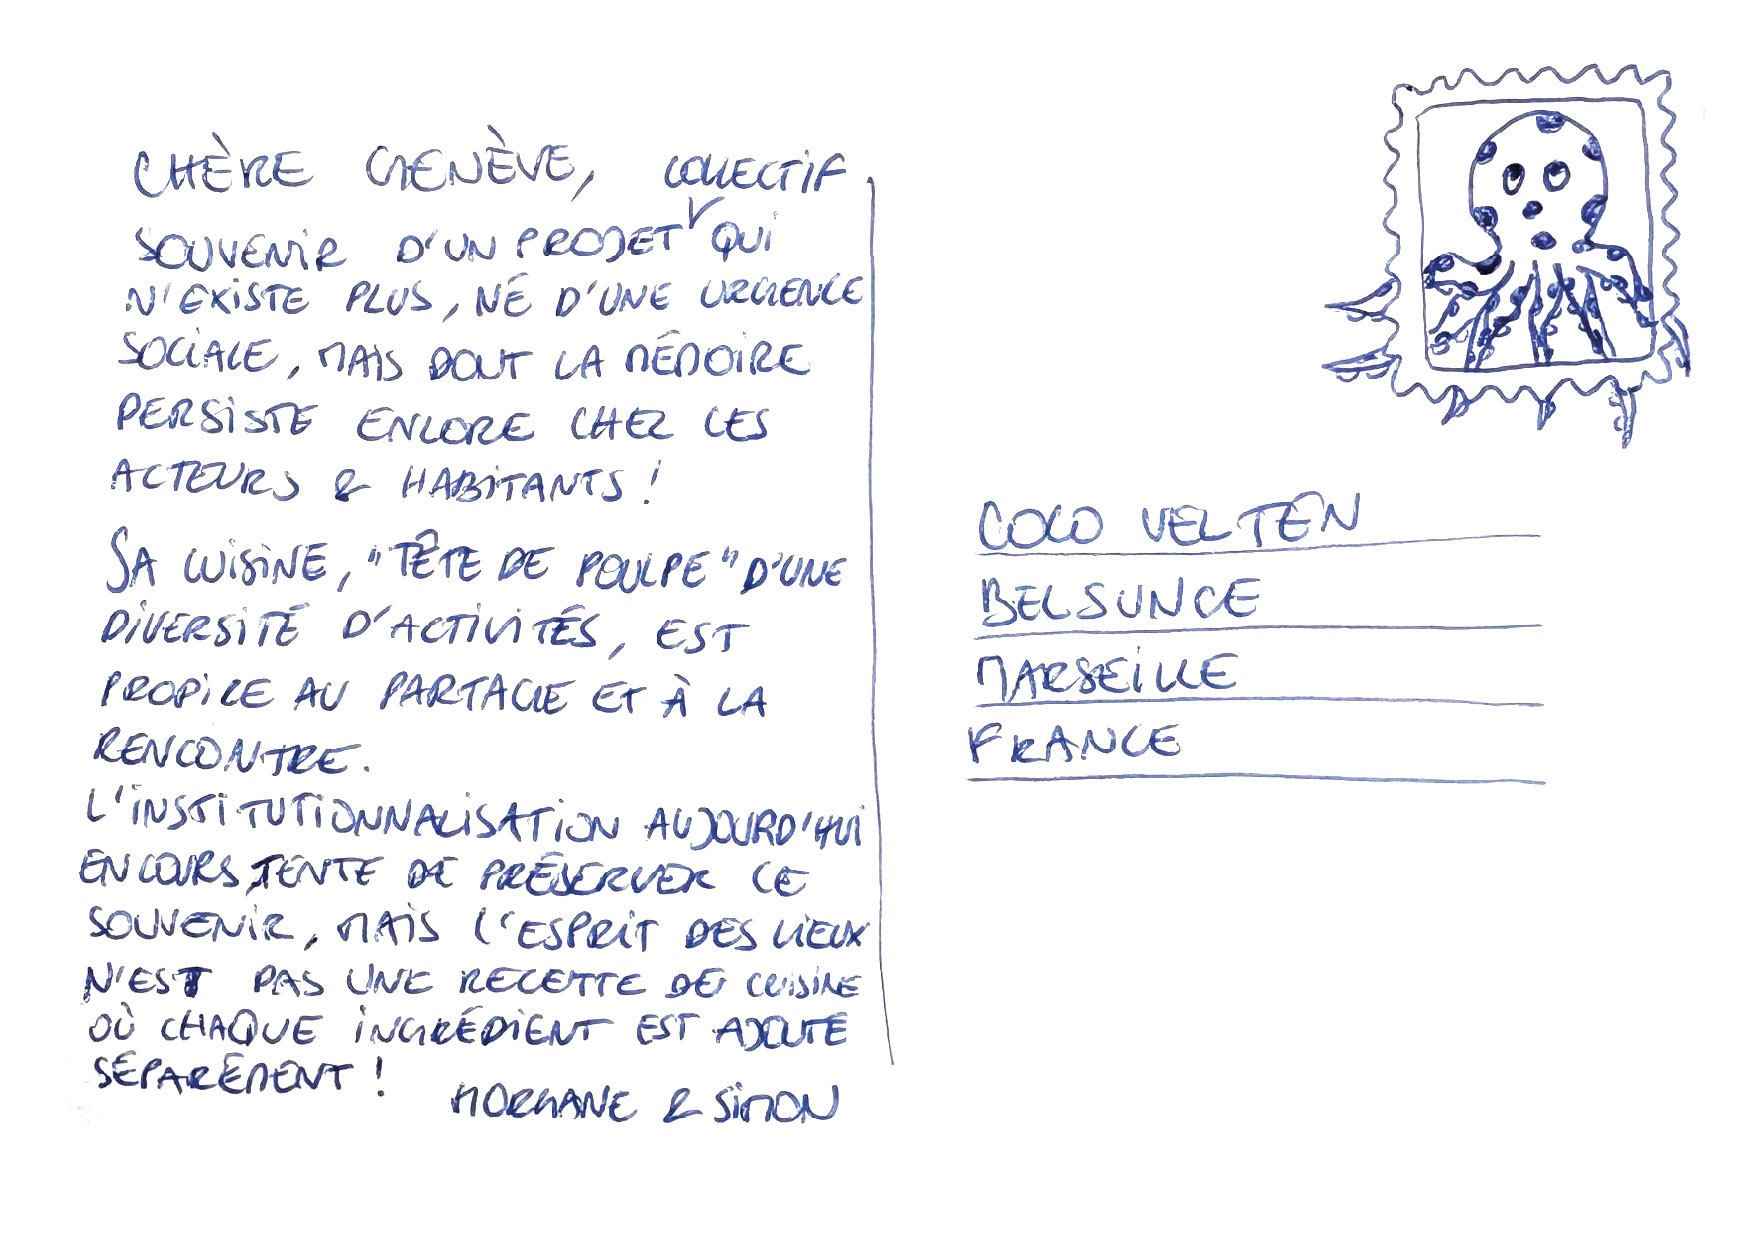 CHÈRE GENÈVE,
SOUVENIR D'UN PROJET COLLECTIF QUI
N'EXISTE PLUS, NÉ D'UNE URGENCE
SOCIALE, MAIS DONT LA MÉMOIRE
PERSISTE ENCORE CHEZ LES
ACTEURS & HABITANTS !
SA CUISINE, "TÊTE DE POULPE" D'UNE
DIVERSITÉ D'ACTIVITÉS, EST
PROPICE AU PARTAGE ET À LA
RENCONTRE.
L'INSTITUTIONNALISATION AUJOURD'HUI
EN COURS, TENTE DE PRÉSERVER CE
SOUVENIR, MAIS L'ESPRIT DES LIEUX
N'EST PAS UNE RECETTE DE CUISINE
OÙ CHAQUE INGRÉDIENT EST AJOUTÉ
SÉPARÉMENT !
MORGANE & SIMON
COCO VELTEN
BELSUNCE
MARSEILLE
FRANCE